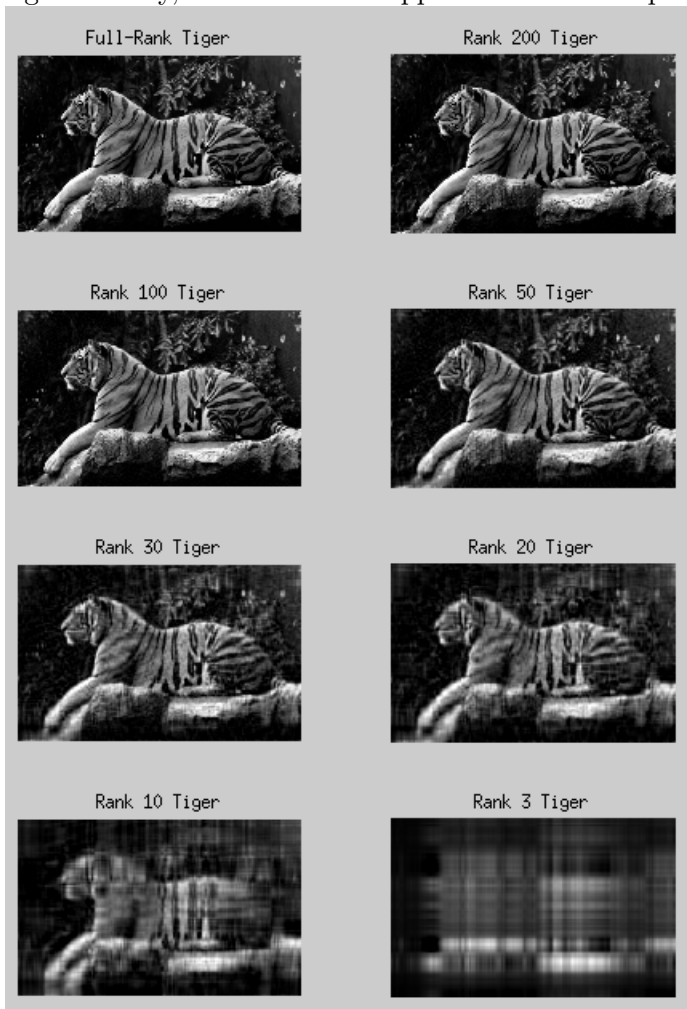 Full-Rank Tiger
Rank 200 Tiger
Rank 100 Tiger
Rank 50 Tiger
Rank 30 Tiger
Rank 20 Tiger
Rank 10 Tiger
Rank 3 Tiger